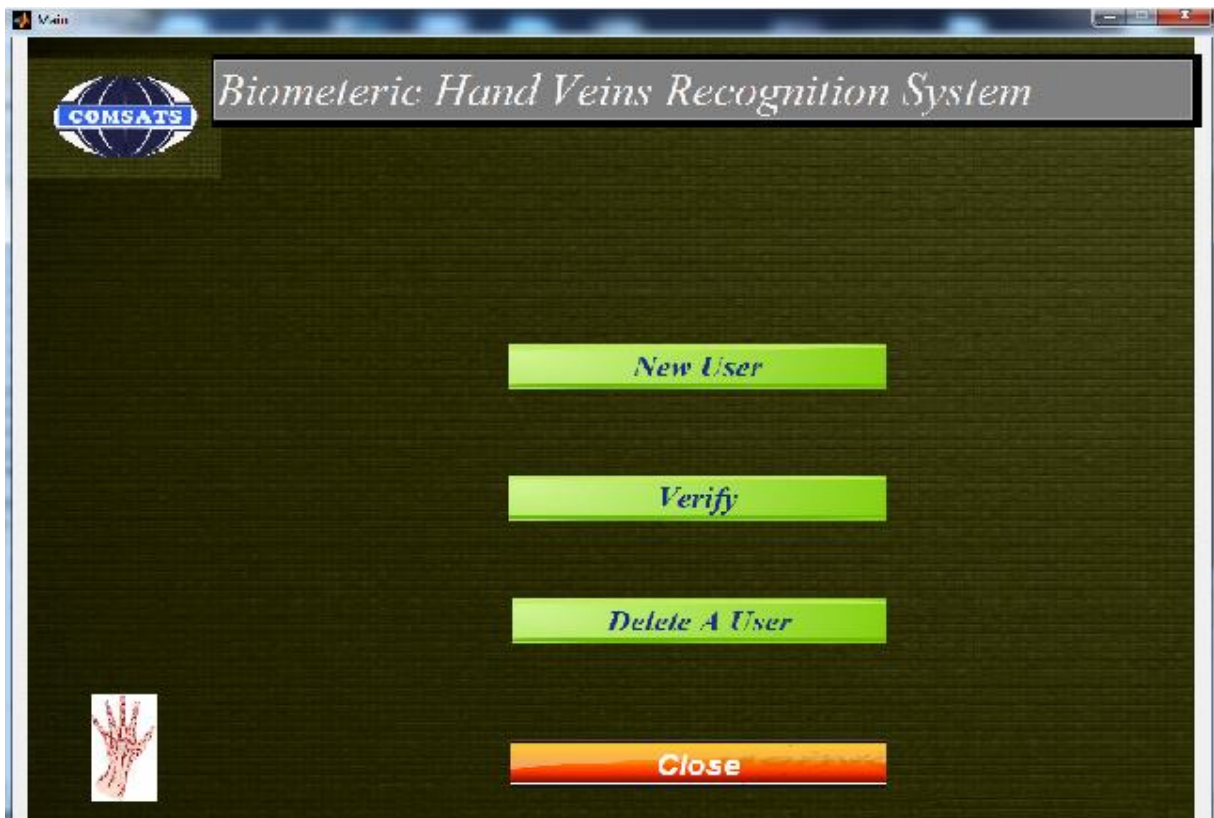 Main
Biometeric Hand Veins Recognition System
COMSATS
New User
Verify
Delete A User
Close